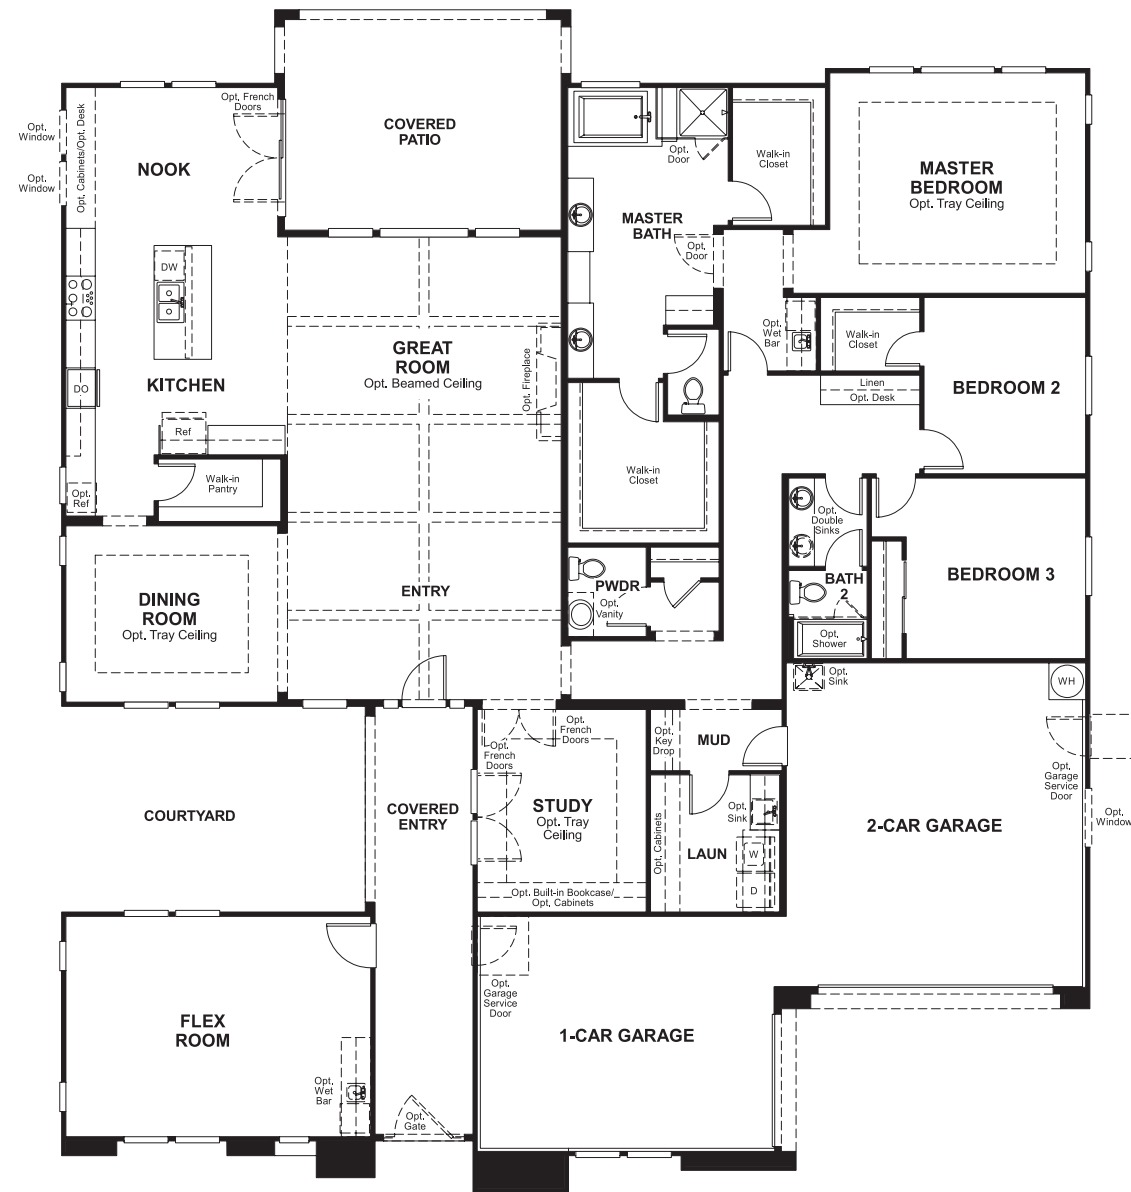 Opt. French
Doors
COVERED
PATIO
Opt.
Window
Opt.
Window
Opt. Cabinets/Opt. Desk
NOOK
Opt.
Door
Walk-in
Closet
MASTER
BEDROOM
Opt. Tray Ceiling
MASTER
BATH
Opt.
Door
DW
Opt.
Wet
Bar
Walk-in
Closet
GREAT
ROOM
Opt. Beamed Ceiling
Opt. Fireplace
KITCHEN
DO
Linen
Opt. Desk
BEDROOM 2
Ref
Walk-in
Pantry
Opt.
Ref
Walk-in
Closet
Opt.
Double
Sinks
BATH
2
BEDROOM 3
DINING
ROOM
Opt. Tray Ceiling
ENTRY
PWDR
Opt.
Vanity
Opt.
Shower
Opt.
Sink
WH
Opt.
French
Doors
Opt.
French
Doors
Opt.
Key
Drop
MUD
Opt.
Garage
Service
Door
COURTYARD
COVERED
ENTRY
STUDY
Opt. Tray
Ceiling
Opt.
Sink
Opt. Cabinets
LAUN
W
D
2-CAR GARAGE
Opt.
Window
Opt. Built-in Bookcase/
Opt. Cabinets
Opt.
Garage
Service
Door
FLEX
ROOM
1-CAR GARAGE
Opt.
Wet
Bar
Opt.
Gate